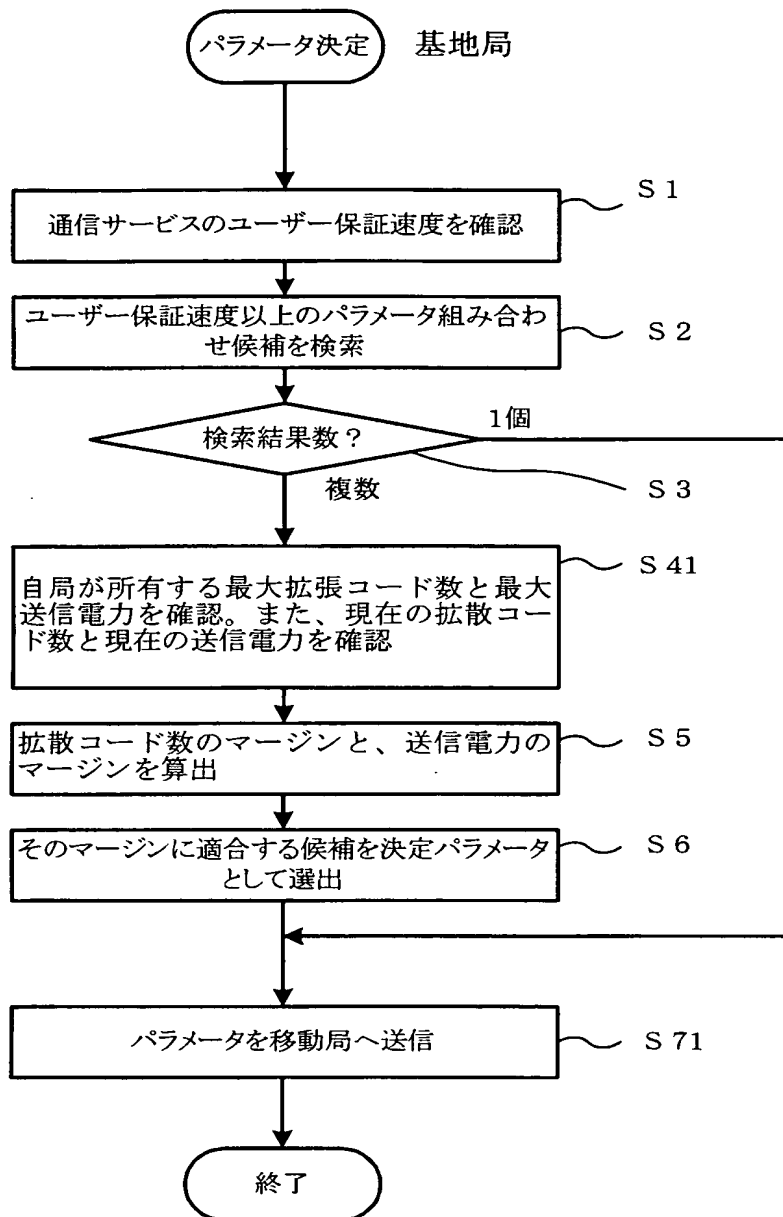 パラメータ決定
基地局
S 1
通信サービスのユーザー保証速度を確認
ユーザー保証速度以上のパラメータ組み合わ
せ候補を検索
S 2
検索結果数？
1個
S 3
複数
S 41
自局が所有する最大拡張コード数と最大
送信電力を確認。また、現在の拡散コー
ド数と現在の送信電力を確認
拡散コード数のマージンと、送信電力の
マージンを算出
S 5
そのマージンに適合する候補を決定パラメータ
として選出
S 6
パラメータを移動局へ送信
S 71
終了